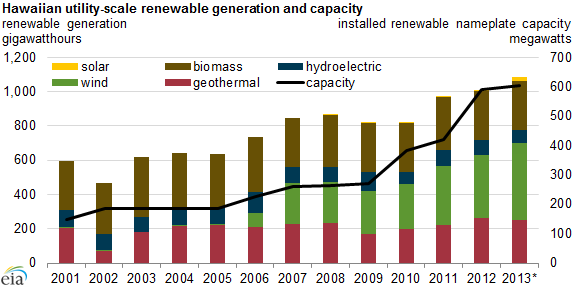 Hawaiian utility-scale renewable generation and capacity
renewable generation installed renewable nameplate capacity
gigawatthours megawatts
1,200 700
solar biomass hydroelectric
wind geothermal capacity
1,000 600
800 500
600 400
400 300
200 200
0 100
0
2001 2002 2003 2004 2005 2006 2007 2008 2009 2010 2011 2012 2013*
eia